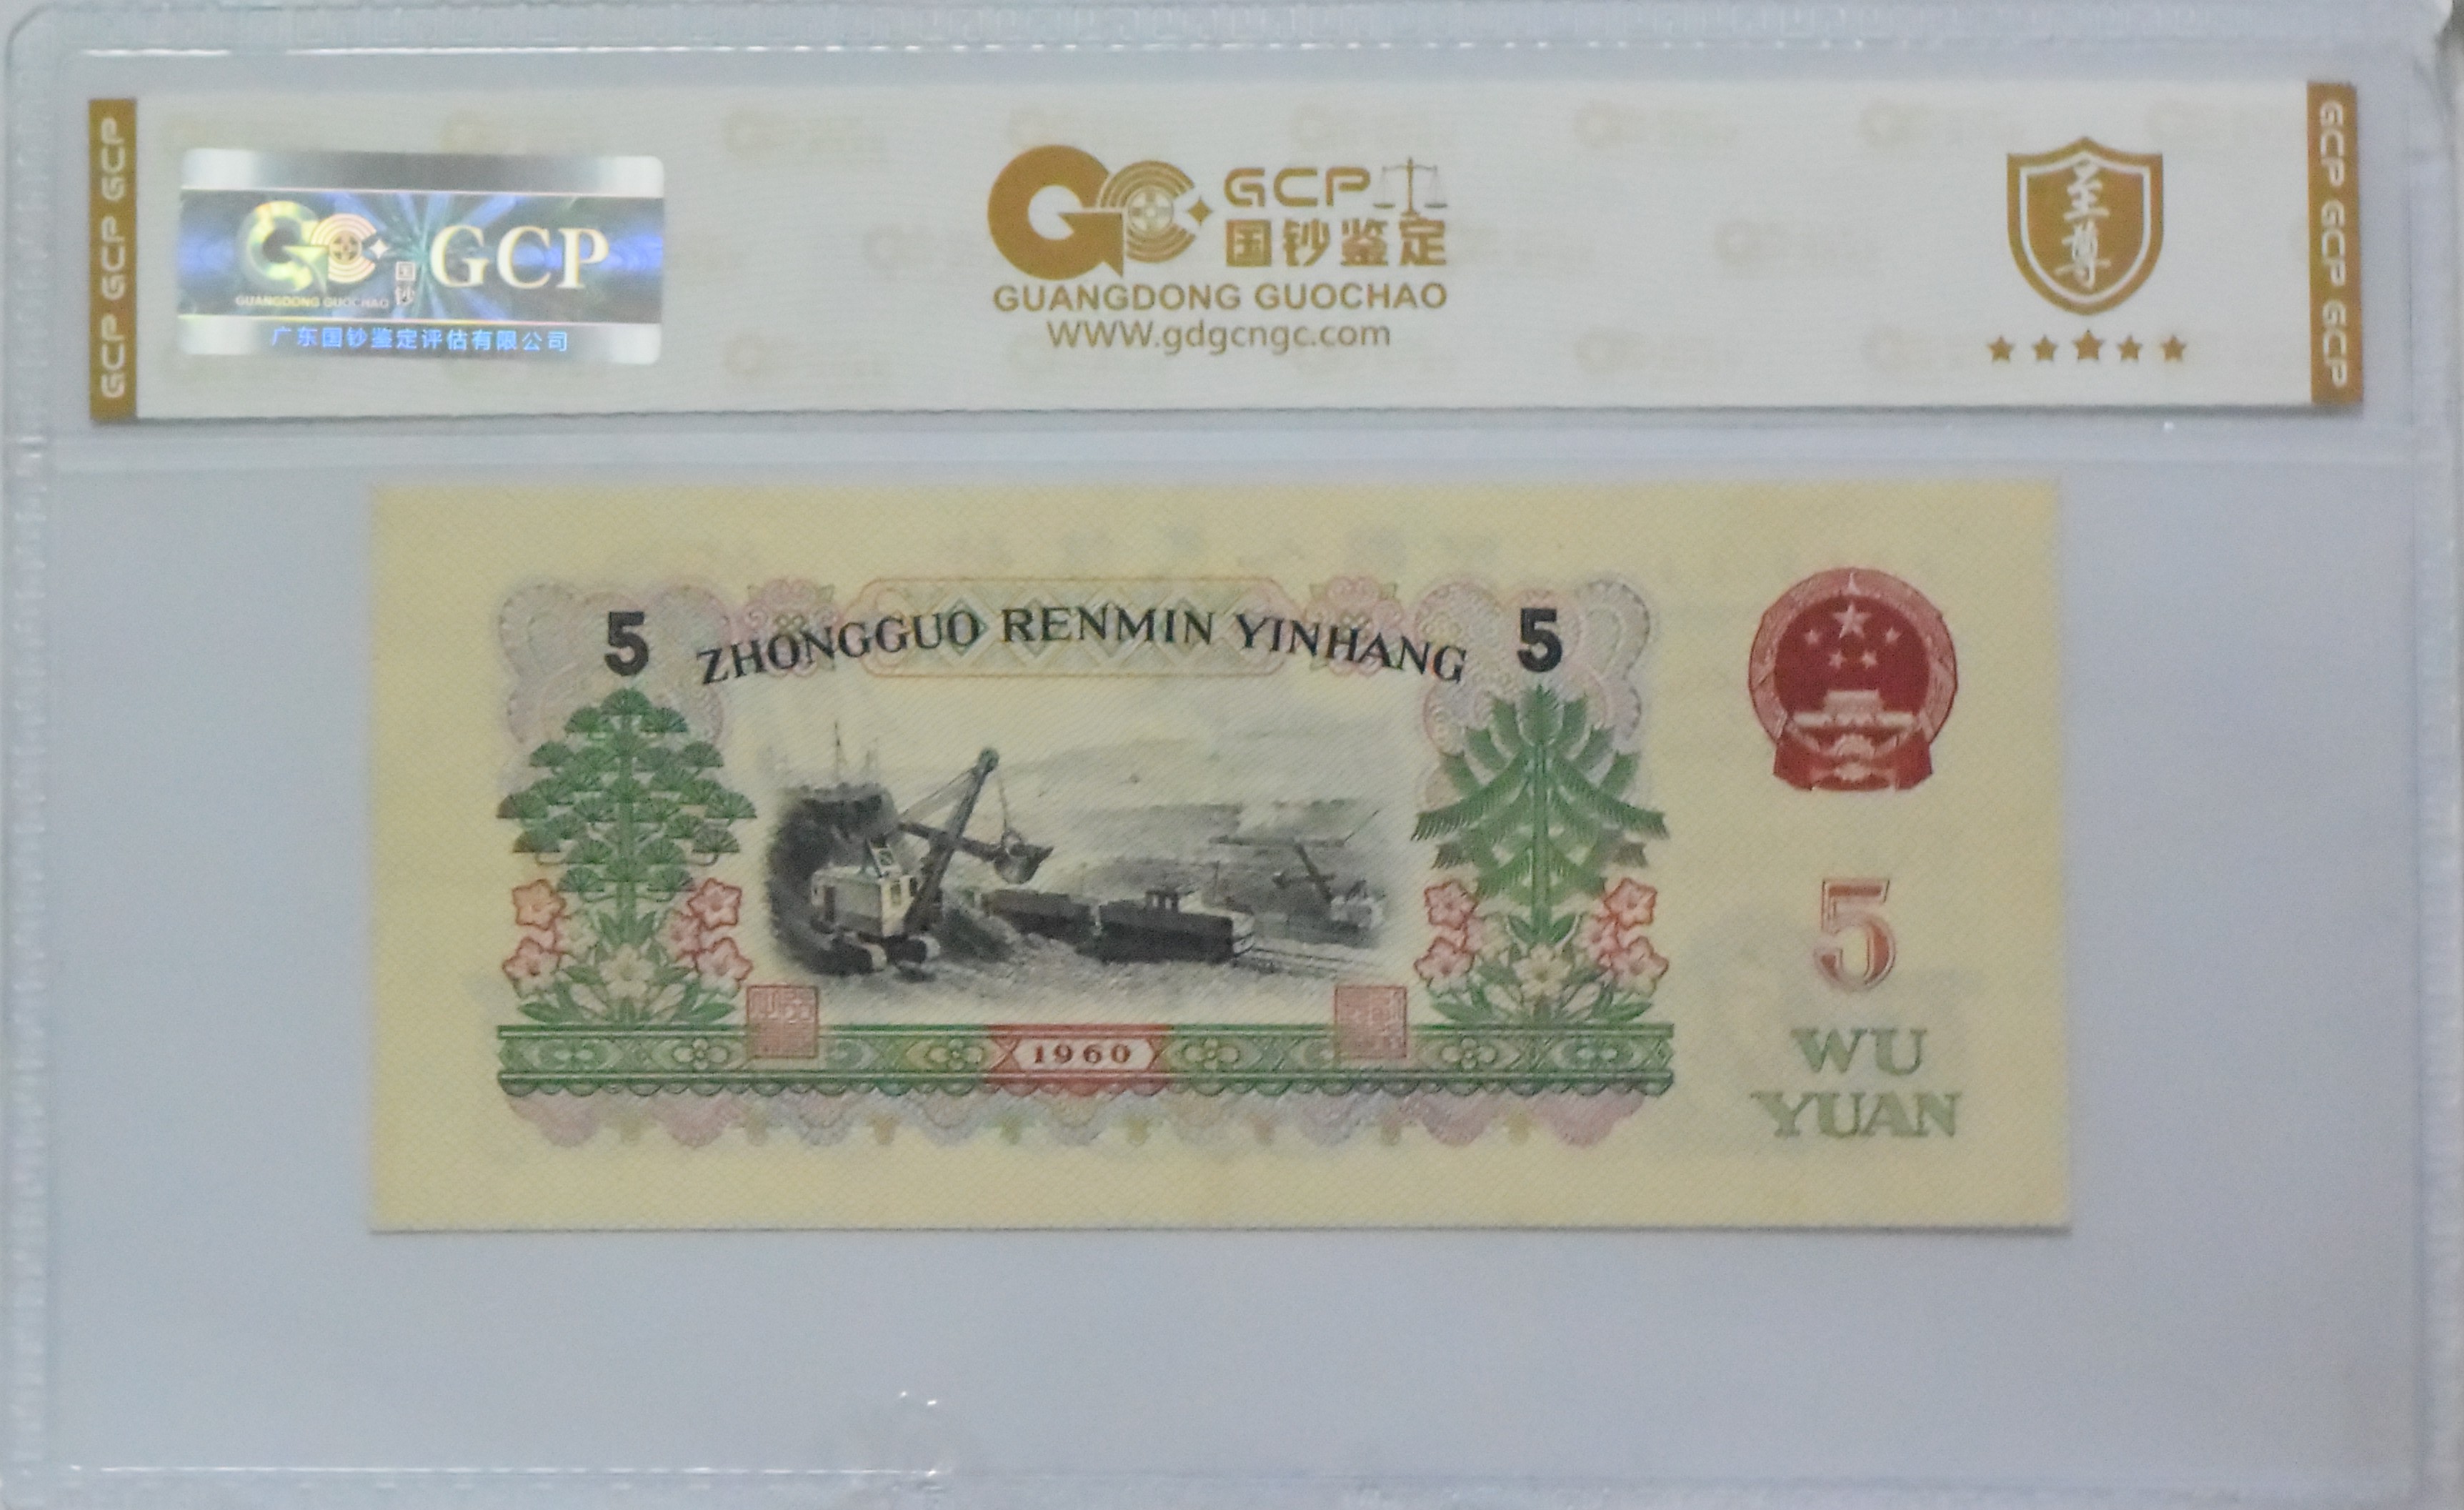 GCP GCP GCP
GCP
国钞
GUANGDONG GUOCHAO
广东国钞鉴定评估有限公司
GCP
国钞鉴定
GUANGDONG GUOCHAO
WWW.gdgcngc.com
至尊
GCP GCP GCP
5 ZHONGGUO RENMIN YINHANG 5
5
WU
YUAN
1960